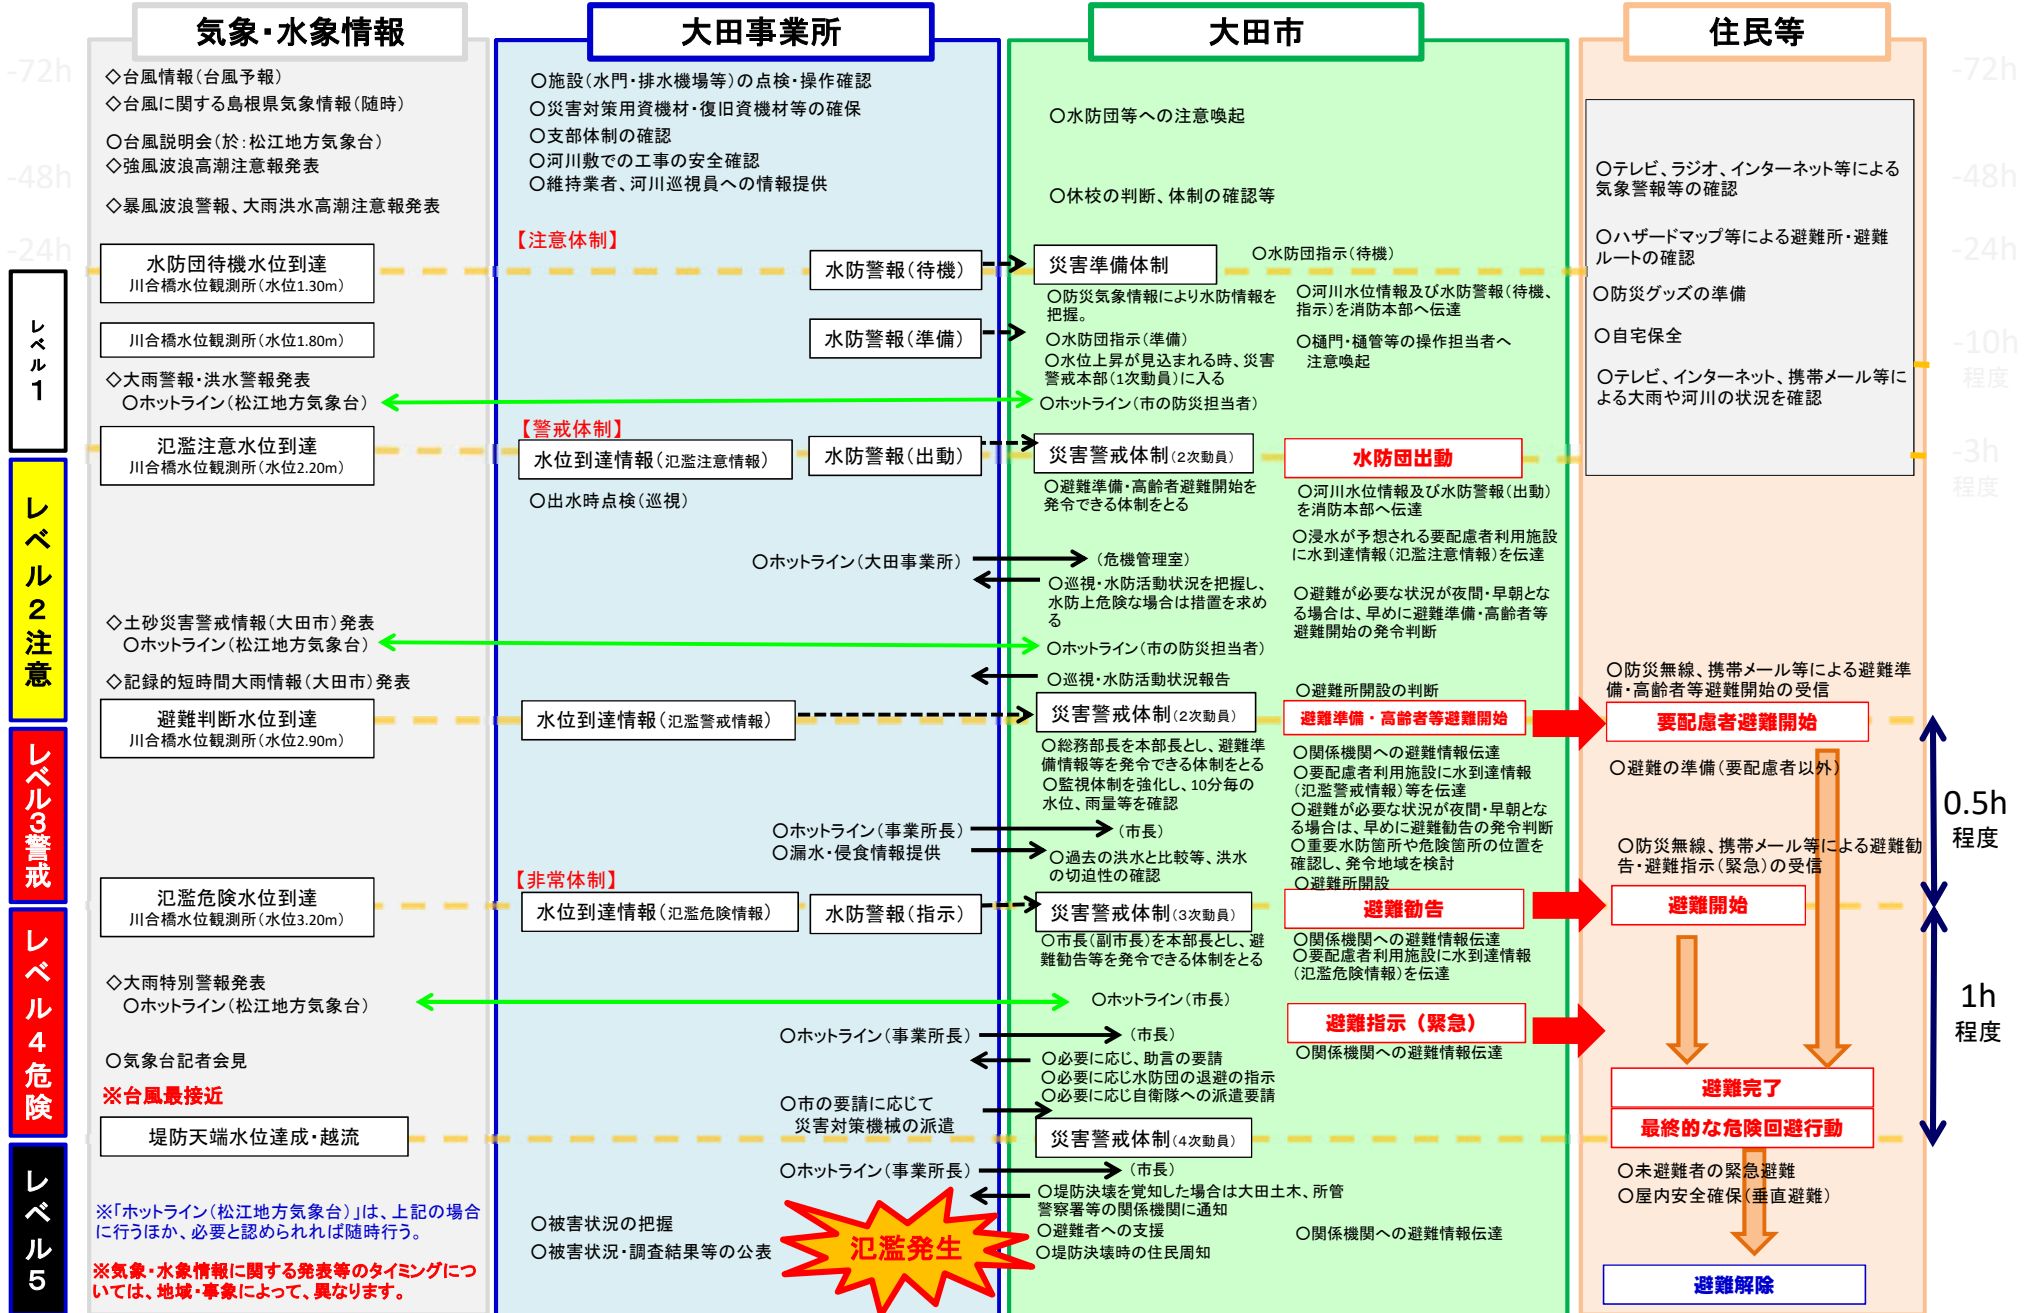 気象・水象情報
大田事業所
大田市
住民等
-72h
-48h
-24h
-72h
-48h
-24h
-10h
程度
-3h
程度
レベル1
レベル2注意
レベル3警戒
レベル4危険
レベル5
◇台風情報(台風予報)
◇台風に関する島根県気象情報(随時)
○台風説明会(於:松江地方気象台)
◇強風波浪高潮注意報発表
◇暴風波浪警報、大雨洪水高潮注意報発表
水防団待機水位到達
川合橋水位観測所(水位1.30m)
川合橋水位観測所(水位1.80m)
◇大雨警報・洪水警報発表
○ホットライン(松江地方気象台)
氾濫注意水位到達
川合橋水位観測所(水位2.20m)
◇土砂災害警戒情報(大田市)発表
○ホットライン(松江地方気象台)
◇記録的短時間大雨情報(大田市)発表
避難判断水位到達
川合橋水位観測所(水位2.90m)
氾濫危険水位到達
川合橋水位観測所(水位3.20m)
◇大雨特別警報発表
○ホットライン(松江地方気象台)
○気象台記者会見
※台風最接近
堤防天端水位達成・越流
※「ホットライン(松江地方気象台)」は、上記の場合
に行うほか、必要と認められれば随時行う。
※気象・水象情報に関する発表等のタイミングにつ
いては、地域・事象によって、異なります。
○施設(水門・排水機場等)の点検・操作確認
○災害対策用資機材・復旧資機材等の確保
○支部体制の確認
○河川敷での工事の安全確認
○維持業者、河川巡視員への情報提供
【注意体制】
水防警報(待機)
水防警報(準備)
【警戒体制】
水位到達情報(氾濫注意情報)
水防警報(出動)
○出水時点検(巡視)
○ホットライン(大田事業所)
水位到達情報(氾濫警戒情報)
○ホットライン(事業所長)
○漏水・侵食情報提供
【非常体制】
水位到達情報(氾濫危険情報)
水防警報(指示)
○ホットライン(事業所長)
○市の要請に応じて
災害対策機械の派遣
○ホットライン(事業所長)
○被害状況の把握
○被害状況・調査結果等の公表
氾濫発生
○水防団等への注意喚起
○休校の判断、体制の確認等
災害準備体制
○水防団指示(待機)
○防災気象情報により水防情報を
把握。
○水防団指示(準備)
○水位上昇が見込まれる時、災害
警戒本部(1次動員)に入る
○ホットライン(市の防災担当者)
○河川水位情報及び水防警報(待機、
指示)を消防本部へ伝達
○樋門・樋管等の操作担当者へ
注意喚起
災害警戒体制(2次動員)
水防団出動
○避難準備・高齢者避難開始を
発令できる体制をとる
(危機管理室)
○巡視・水防活動状況を把握し、
水防上危険な場合は措置を求め
る
○ホットライン(市の防災担当者)
○巡視・水防活動状況報告
○河川水位情報及び水防警報(出動)
を消防本部へ伝達
○浸水が予想される要配慮者利用施設
に水到達情報(氾濫注意情報)を伝達
○避難が必要な状況が夜間・早朝とな
る場合は、早めに避難準備・高齢者等
避難開始の発令判断
○避難所開設の判断
災害警戒体制(2次動員)
避難準備・高齢者等避難開始
○総務部長を本部長とし、避難準
備情報等を発令できる体制をとる
○監視体制を強化し、10分毎の
水位、雨量等を確認
(市長)
○過去の洪水と比較等、洪水
の切迫性の確認
○関係機関への避難情報伝達
○要配慮者利用施設に水到達情報
(氾濫警戒情報)等を伝達
○避難が必要な状況が夜間・早朝とな
る場合は、早めに避難勧告の発令判断
○重要水防箇所や危険箇所の位置を
確認し、発令地域を検討
○避難所開設
災害警戒体制(3次動員)
避難勧告
○市長(副市長)を本部長とし、避
難勧告等を発令できる体制をとる
○関係機関への避難情報伝達
○要配慮者利用施設に水到達情報
(氾濫危険情報)を伝達
○ホットライン(市長)
避難指示(緊急)
(市長)
○関係機関への避難情報伝達
○必要に応じ、助言の要請
○必要に応じ水防団の退避の指示
○必要に応じ自衛隊への派遣要請
災害警戒体制(4次動員)
(市長)
○堤防決壊を覚知した場合は大田土木、所管
警察署等の関係機関に通知
○避難者への支援
○堤防決壊時の住民周知
○関係機関への避難情報伝達
○テレビ、ラジオ、インターネット等による
気象警報等の確認
○ハザードマップ等による避難所・避難
ルートの確認
○防災グッズの準備
○自宅保全
○テレビ、インターネット、携帯メール等に
よる大雨や河川の状況を確認
○防災無線、携帯メール等による避難準
備・高齢者等避難開始の受信
要配慮者避難開始
○避難の準備(要配慮者以外)
○防災無線、携帯メール等による避難勧
告・避難指示(緊急)の受信
避難開始
避難完了
最終的な危険回避行動
○未避難者の緊急避難
○屋内安全確保(垂直避難)
避難解除
0.5h
程度
1h
程度